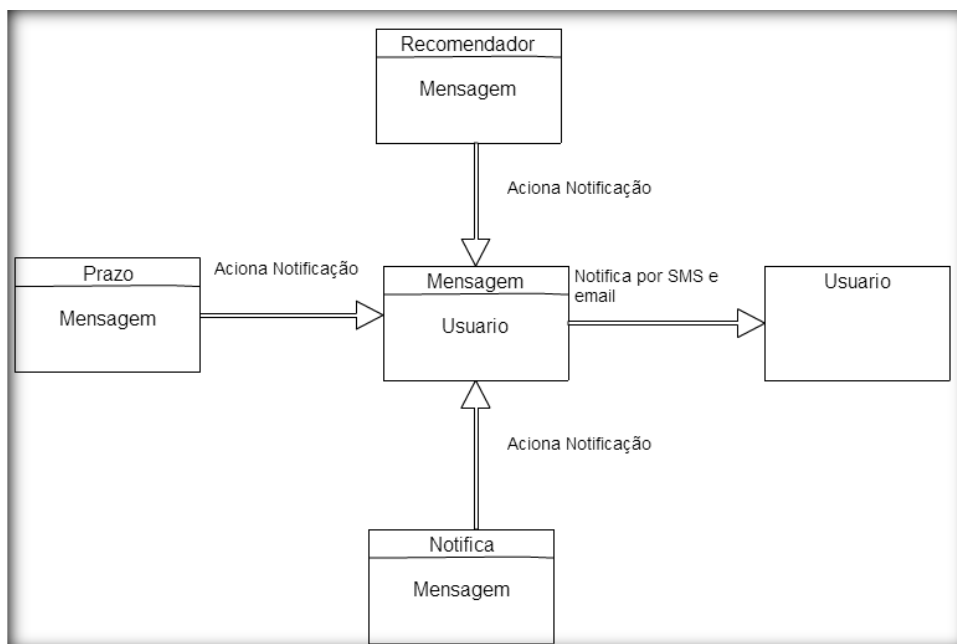 Recomendador
Mensagem
Aciona Notificação
Prazo
Mensagem
Aciona Notificação
Mensagem
Usuario
Notifica por SMS e
email
Usuario
Aciona Notificação
Notifica
Mensagem